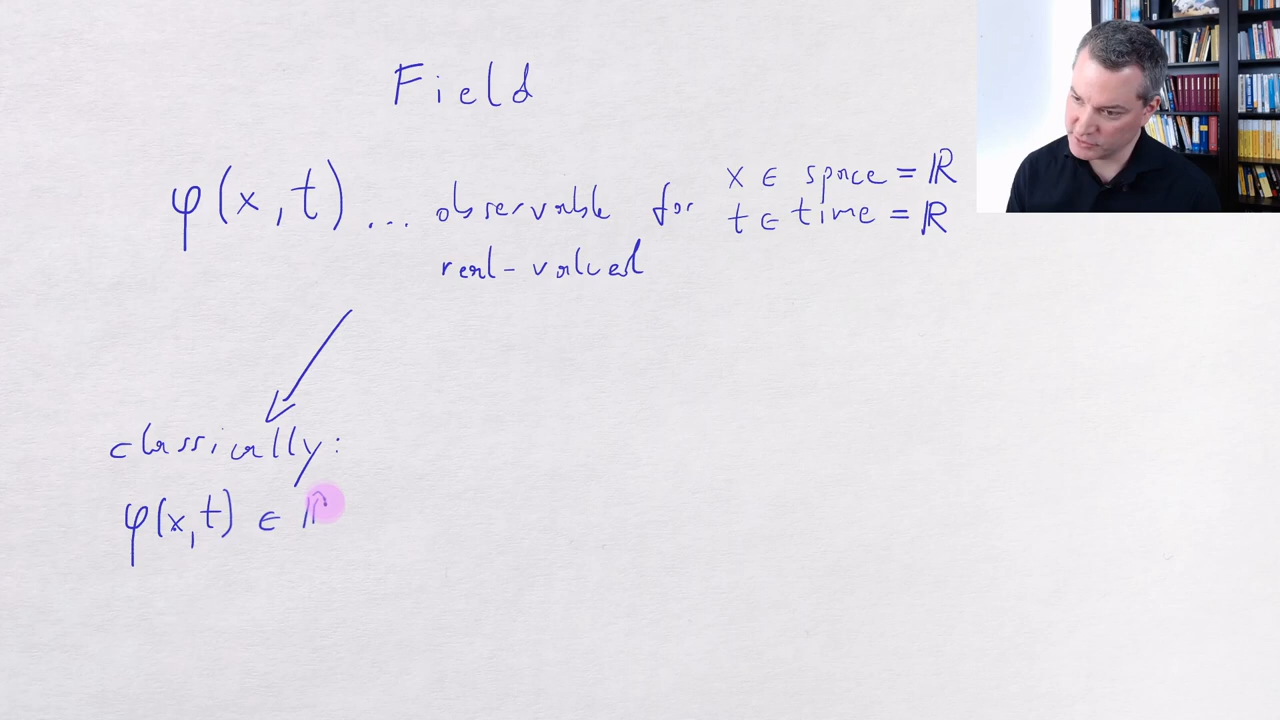 Field
φ(x,t) ... observable for x ∈ space = ℝ
t ∈ time = ℝ
real-valued
classically:
φ(x,t) ∈ ℝ